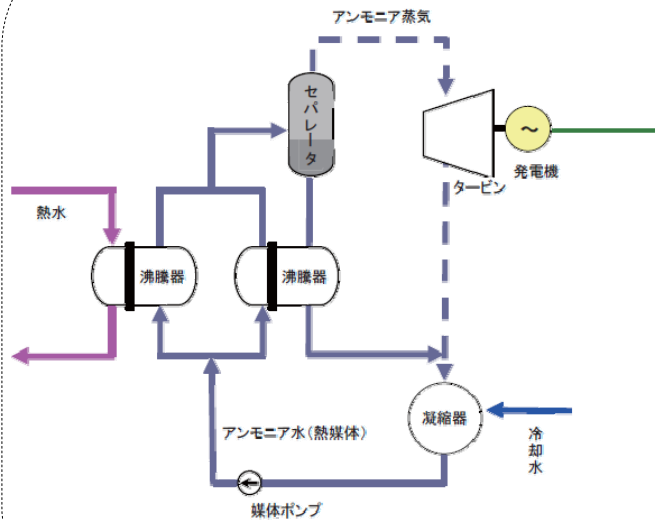 アンモニア蒸気
セパレータ
～
発電機
タービン
熱水
沸騰器
沸騰器
凝縮器
冷却水
アンモニア水(熱媒体)
媒体ポンプ